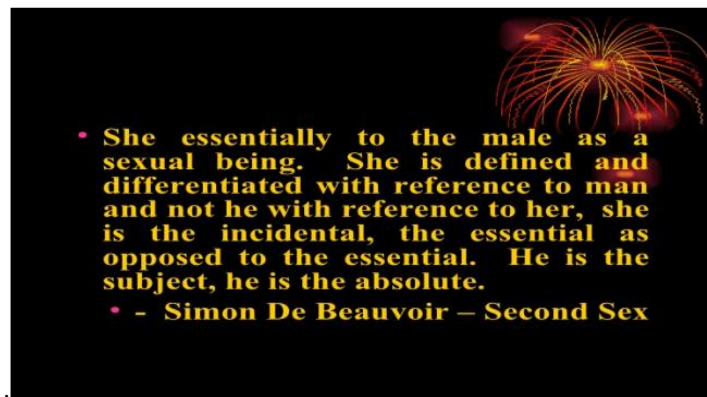 • She essentially to the male as a
sexual being. She is defined and
differentiated with reference to man
and not he with reference to her, she
is the incidental, the essential as
opposed to the essential. He is the
subject, he is the absolute.
• - Simon De Beauvoir – Second Sex
.